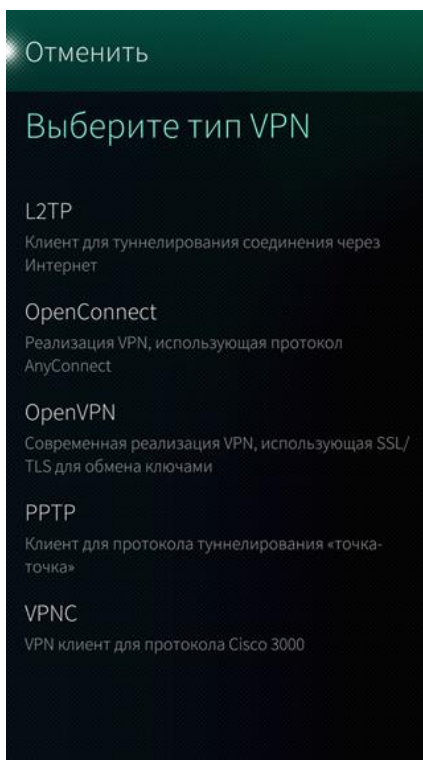 Отменить
Выберите тип VPN
L2TP
Клиент для туннелирования соединения через
Интернет
OpenConnect
Реализация VPN, использующая протокол
AnyConnect
OpenVPN
Современная реализация VPN, использующая SSL/
TLS для обмена ключами
PPTP
Клиент для протокола туннелирования «точка-
точка»
VPNC
VPN клиент для протокола Cisco 3000